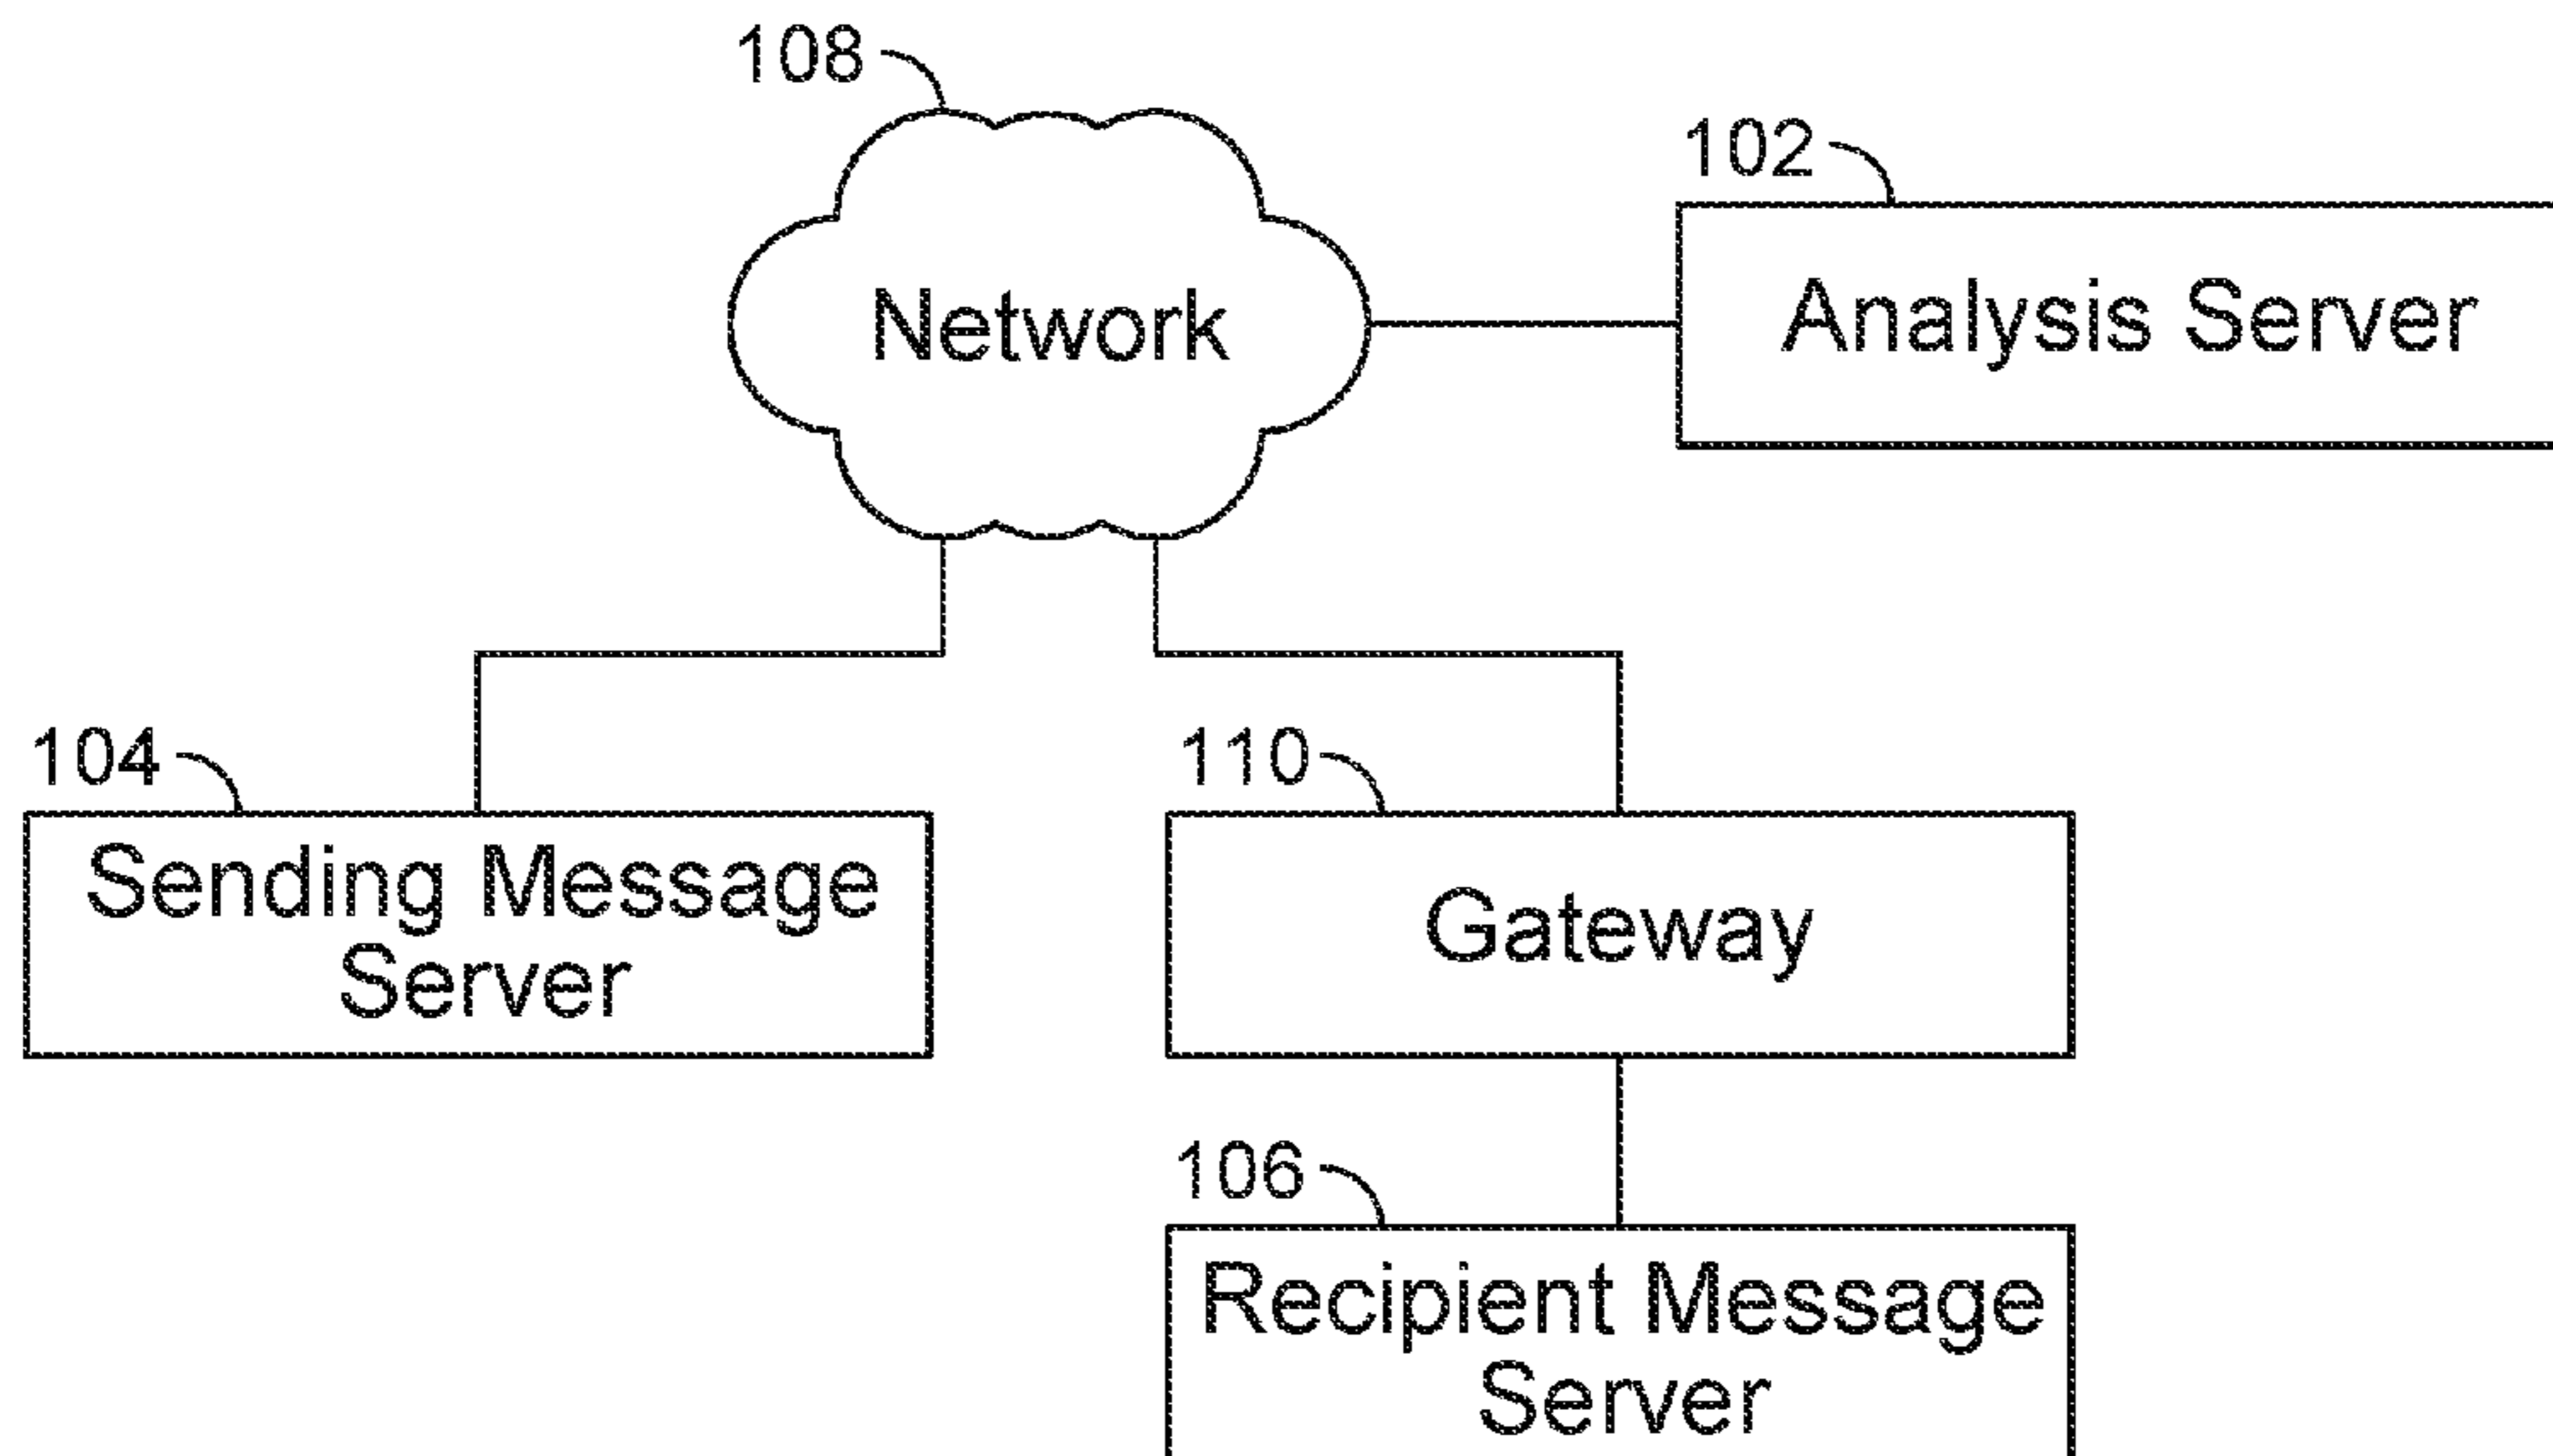 108
102
Network
Analysis Server
104
110
Sending Message
Server
Gateway
106
Recipient Message
Server